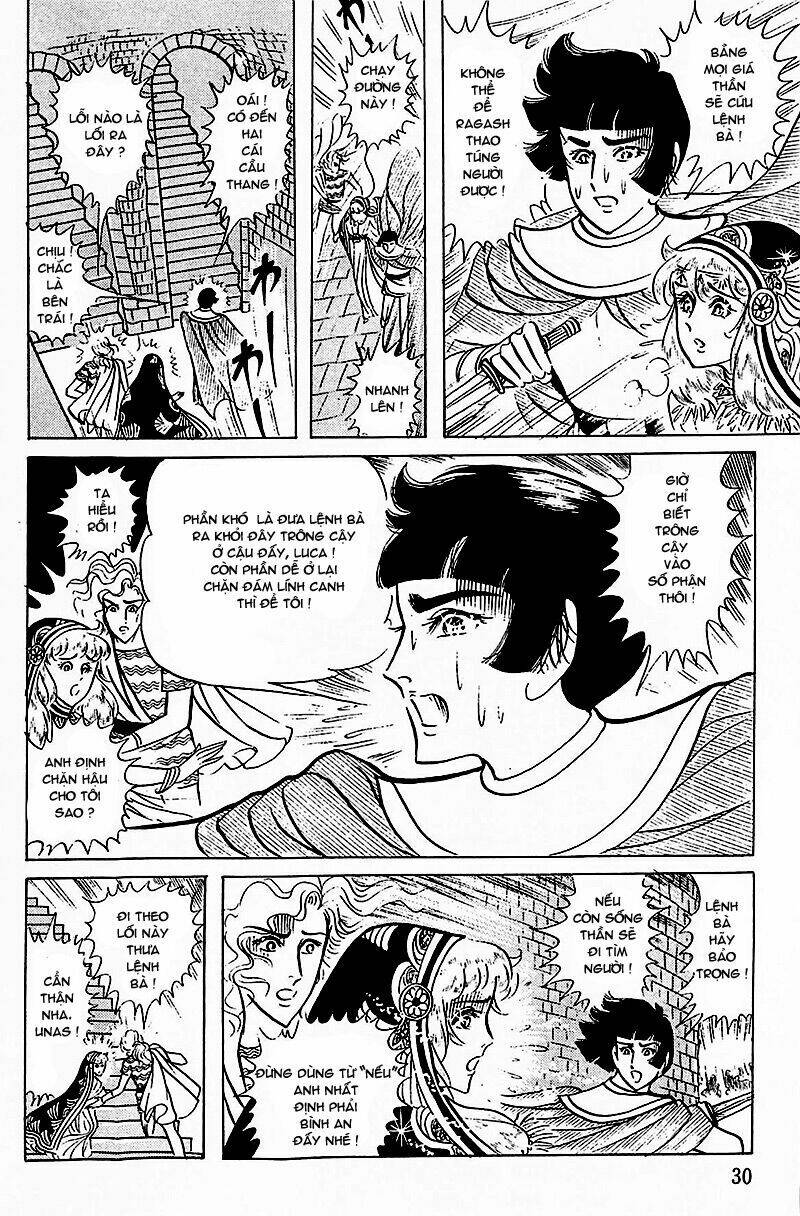 BẰNG
MỌI GIÁ
THẦN
SẼ CỨU
LỆNH
BÀ !
KHÔNG
THỂ
ĐỂ
RAGASH
THAO
TÚNG
NGƯỜI
ĐƯỢC !
わ
CHẠY
ĐƯỜNG
NÀY !
NHANH
LÊN !
OÁI !
CÓ ĐẾN
HAI
CÁI
CẦU
THANG !
LỖI NÀO LÀ
LỐI RA
ĐÂY ?
わー
わー
CHỊU !
CHẮC
LÀ
BÊN
TRÁI !
GIỜ
CHỈ
BIẾT
TRÔNG
CẬY
VÀO
SỐ PHẬN
THÔI !
PHẦN KHÓ LÀ ĐƯA LỆNH BÀ
RA KHỎI ĐÂY TRÔNG CẬY
Ở CẬU ĐẤY, LUCA !
CÒN PHẦN DỄ Ở LẠI
CHẶN ĐÁM LÍNH CANH
THÌ ĐỂ TÔI !
TA
HIỂU
RỒI !
ANH ĐỊNH
CHẶN HẬU
CHO TÔI
SAO ?
LỆNH
BÀ
HÃY
BẢO
TRỌNG !
NẾU
CÒN SỐNG
THẦN SẼ
ĐI TÌM
NGƯỜI !
ĐỪNG DÙNG TỪ "NẾU"
ANH NHẤT
ĐỊNH PHẢI
BÌNH AN
ĐẤY NHÉ !
ĐI THEO
LỐI NÀY
THƯA
LỆNH
BÀ !
CẨN
THẬN
NHA.
UNAS !
30